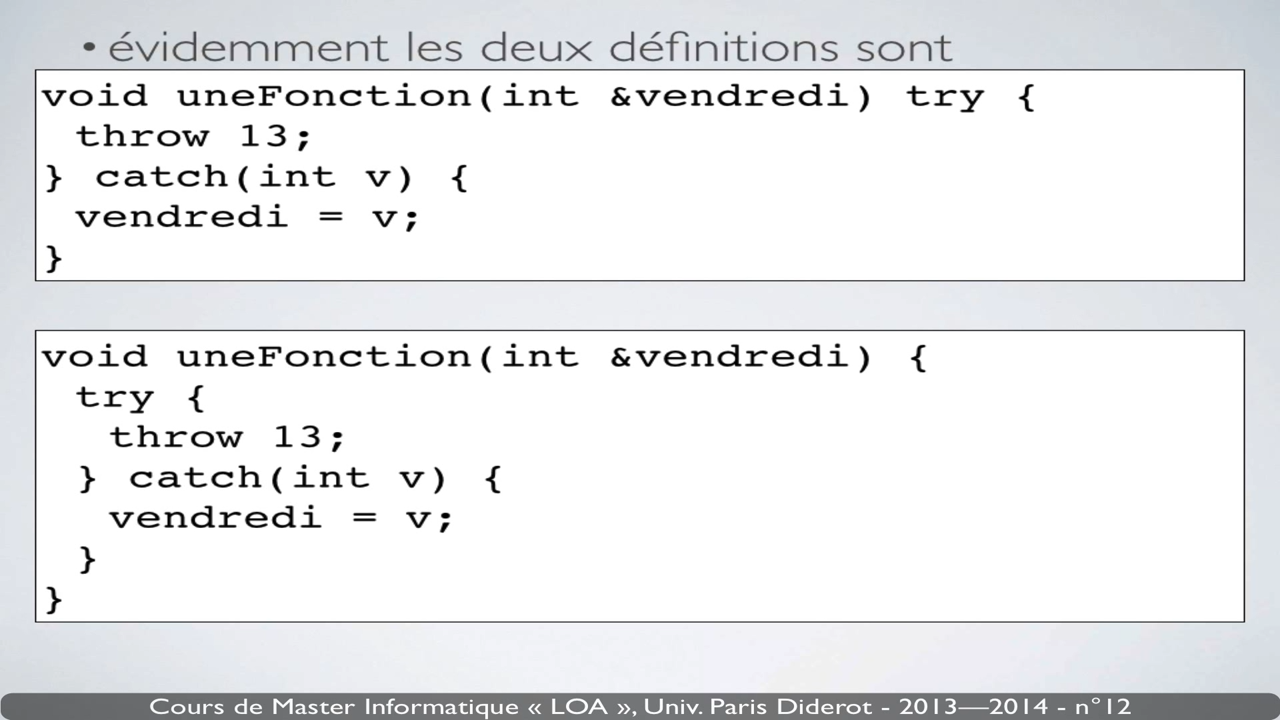 • évidemment les deux définitions sont
void uneFonction(int &vendredi) try {
throw 13;
} catch(int v) {
vendredi = v;
}
void uneFonction(int &vendredi) {
try {
throw 13;
} catch(int v) {
vendredi = v;
}
}
Cours de Master Informatique « LOA », Univ. Paris Diderot - 2013—2014 - n°12